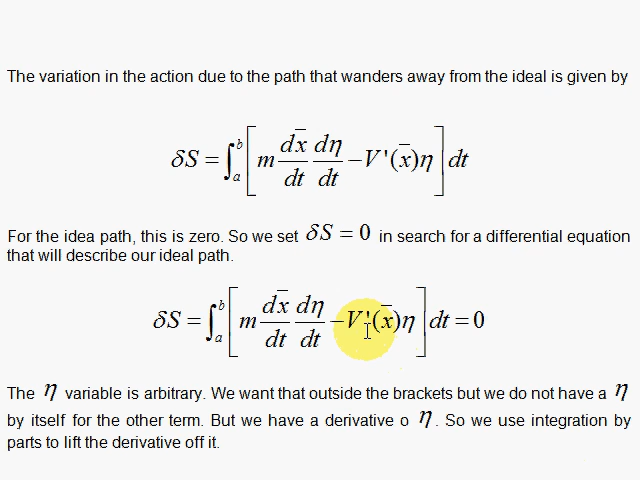 The variation in the action due to the path that wanders away from the ideal is given by
δS = ∫_a^b [ m (dx̄/dt) (dη/dt) − V'(x̄)η ] dt
For the idea path, this is zero. So we set δS = 0 in search for a differential equation
that will describe our ideal path.
δS = ∫_a^b [ m (dx̄/dt) (dη/dt) − V'(x̄)η ] dt = 0
The η variable is arbitrary. We want that outside the brackets but we do not have a η
by itself for the other term. But we have a derivative o η. So we use integration by
parts to lift the derivative off it.